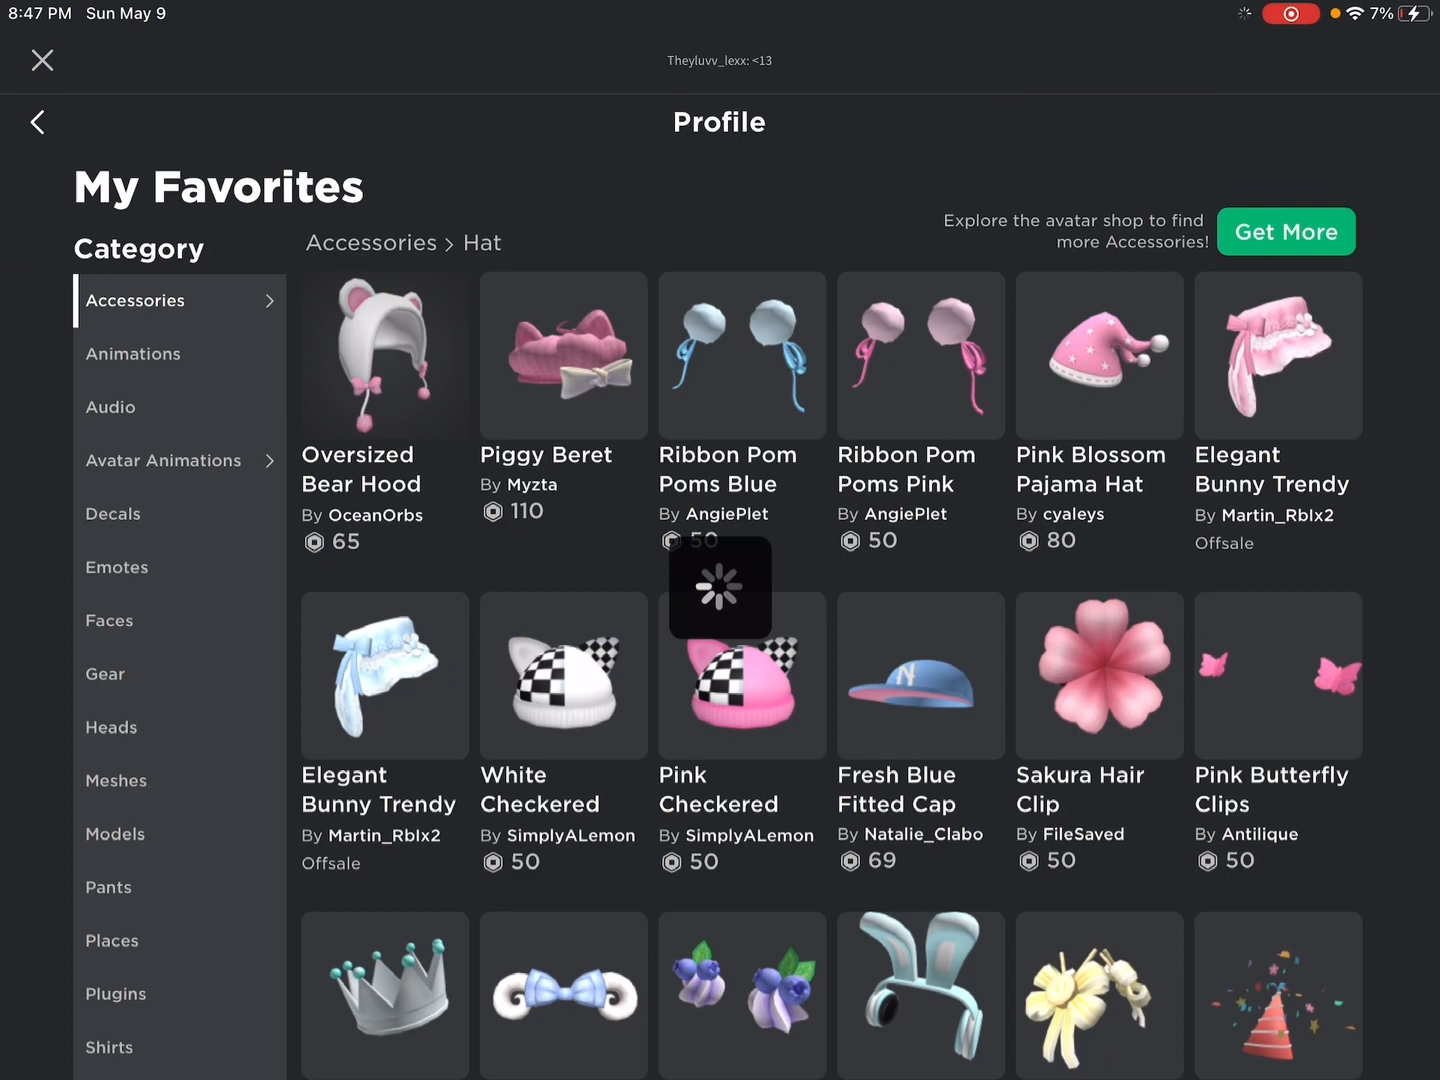 8:47 PM Sun May 9
7%
Theyluvv_lexx: <13
Profile
My Favorites
Explore the avatar shop to find
more Accessories!
Get More
Category
Accessories > Hat
Accessories
Animations
Audio
Avatar Animations
Decals
Emotes
Faces
Gear
Heads
Meshes
Models
Pants
Places
Plugins
Shirts
Oversized
Bear Hood
By OceanOrbs
65
Piggy Beret
By Myzta
110
Ribbon Pom
Poms Blue
By AngiePlet
50
Ribbon Pom
Poms Pink
By AngiePlet
50
Pink Blossom
Pajama Hat
By cyaleys
80
Elegant
Bunny Trendy
By Martin_Rblx2
Offsale
Elegant
Bunny Trendy
By Martin_Rblx2
Offsale
White
Checkered
By SimplyALemon
50
Pink
Checkered
By SimplyALemon
50
N
Fresh Blue
Fitted Cap
By Natalie_Clabo
69
Sakura Hair
Clip
By FileSaved
50
Pink Butterfly
Clips
By Antilique
50